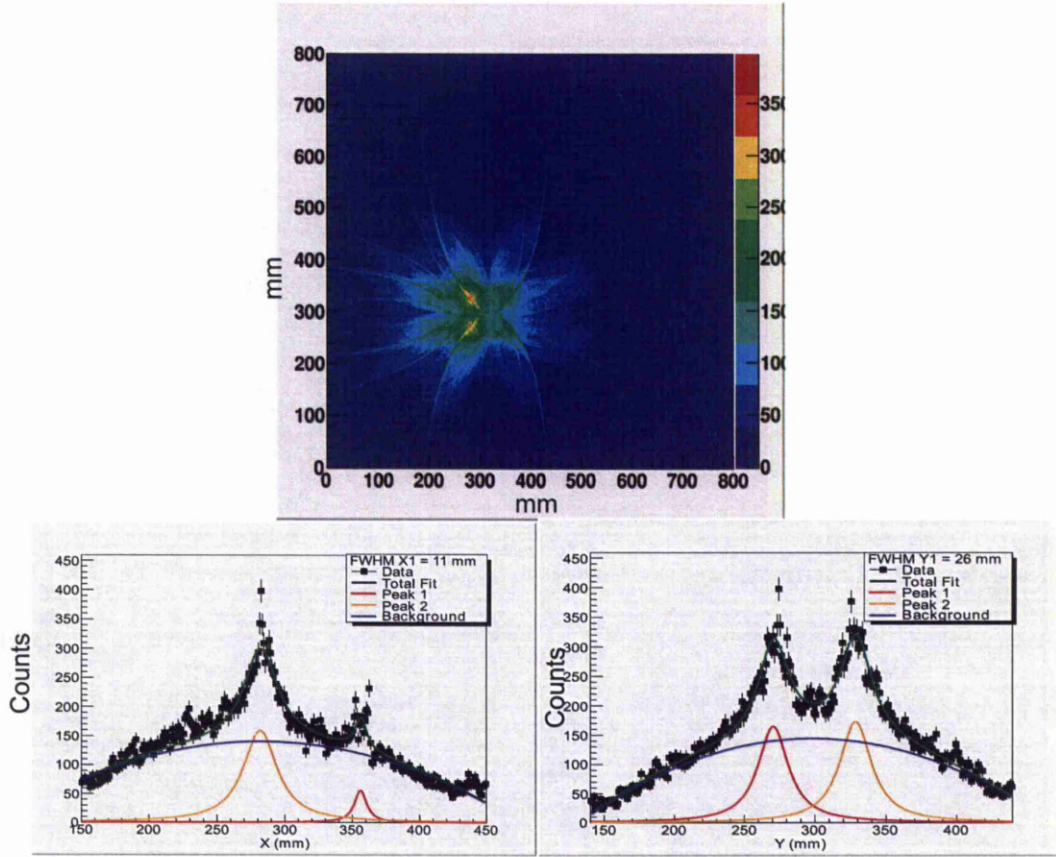 800
700
600
500
400
300
200
100
0
mm
0 100 200 300 400 500 600 700 800
mm
350
300
250
200
150
100
50
0
FWHM X1 = 11 mm
Data
Total Fit
Peak 1
Peak 2
Background
Counts
450
400
350
300
250
200
150
100
50
0
150 200 250 300 350 400 450
X (mm)
FWHM Y1 = 26 mm
Data
Total Fit
Peak 1
Peak 2
Background
Counts
450
400
350
300
250
200
150
100
50
0
150 200 250 300 350 400
Y (mm)